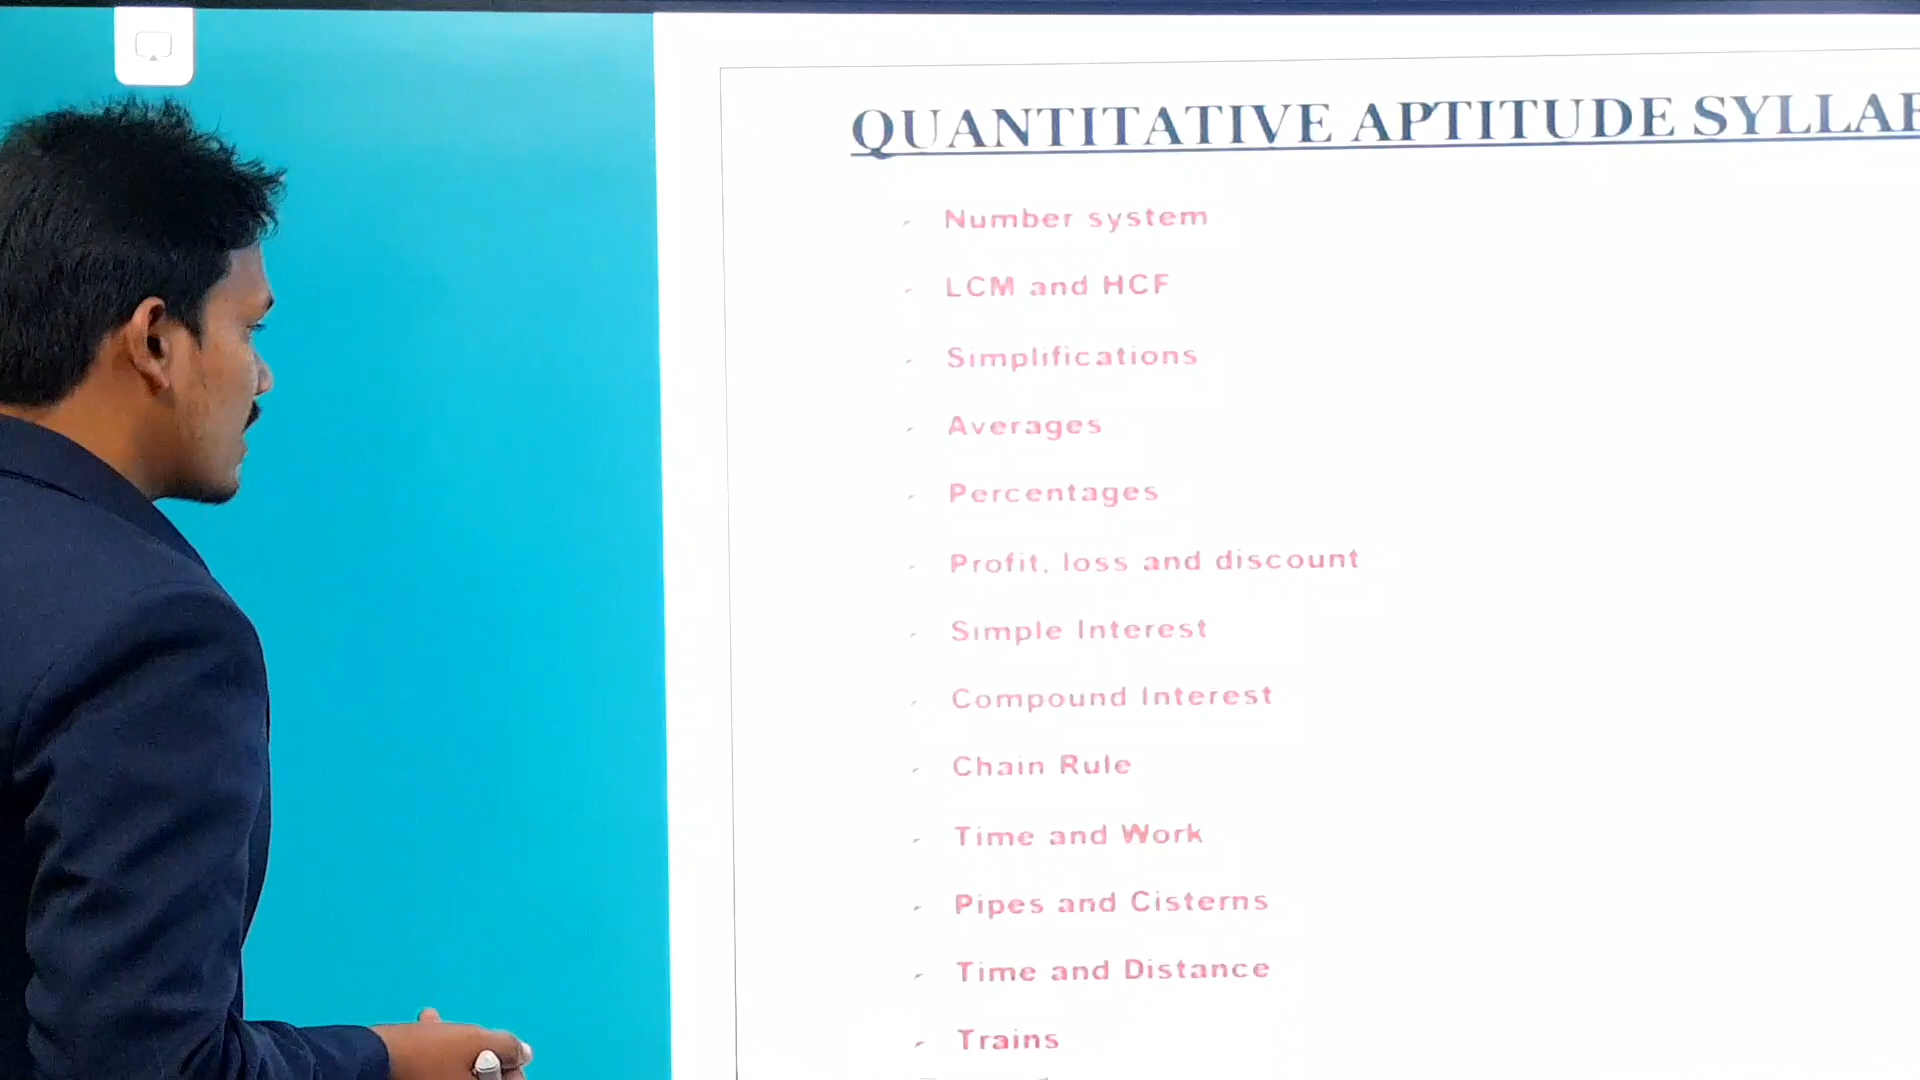 QUANTITATIVE APTITUDE SYLLAB
Number system
LCM and HCF
Simplifications
Averages
Percentages
Profit, loss and discount
Simple Interest
Compound Interest
Chain Rule
Time and Work
Pipes and Cisterns
Time and Distance
Trains